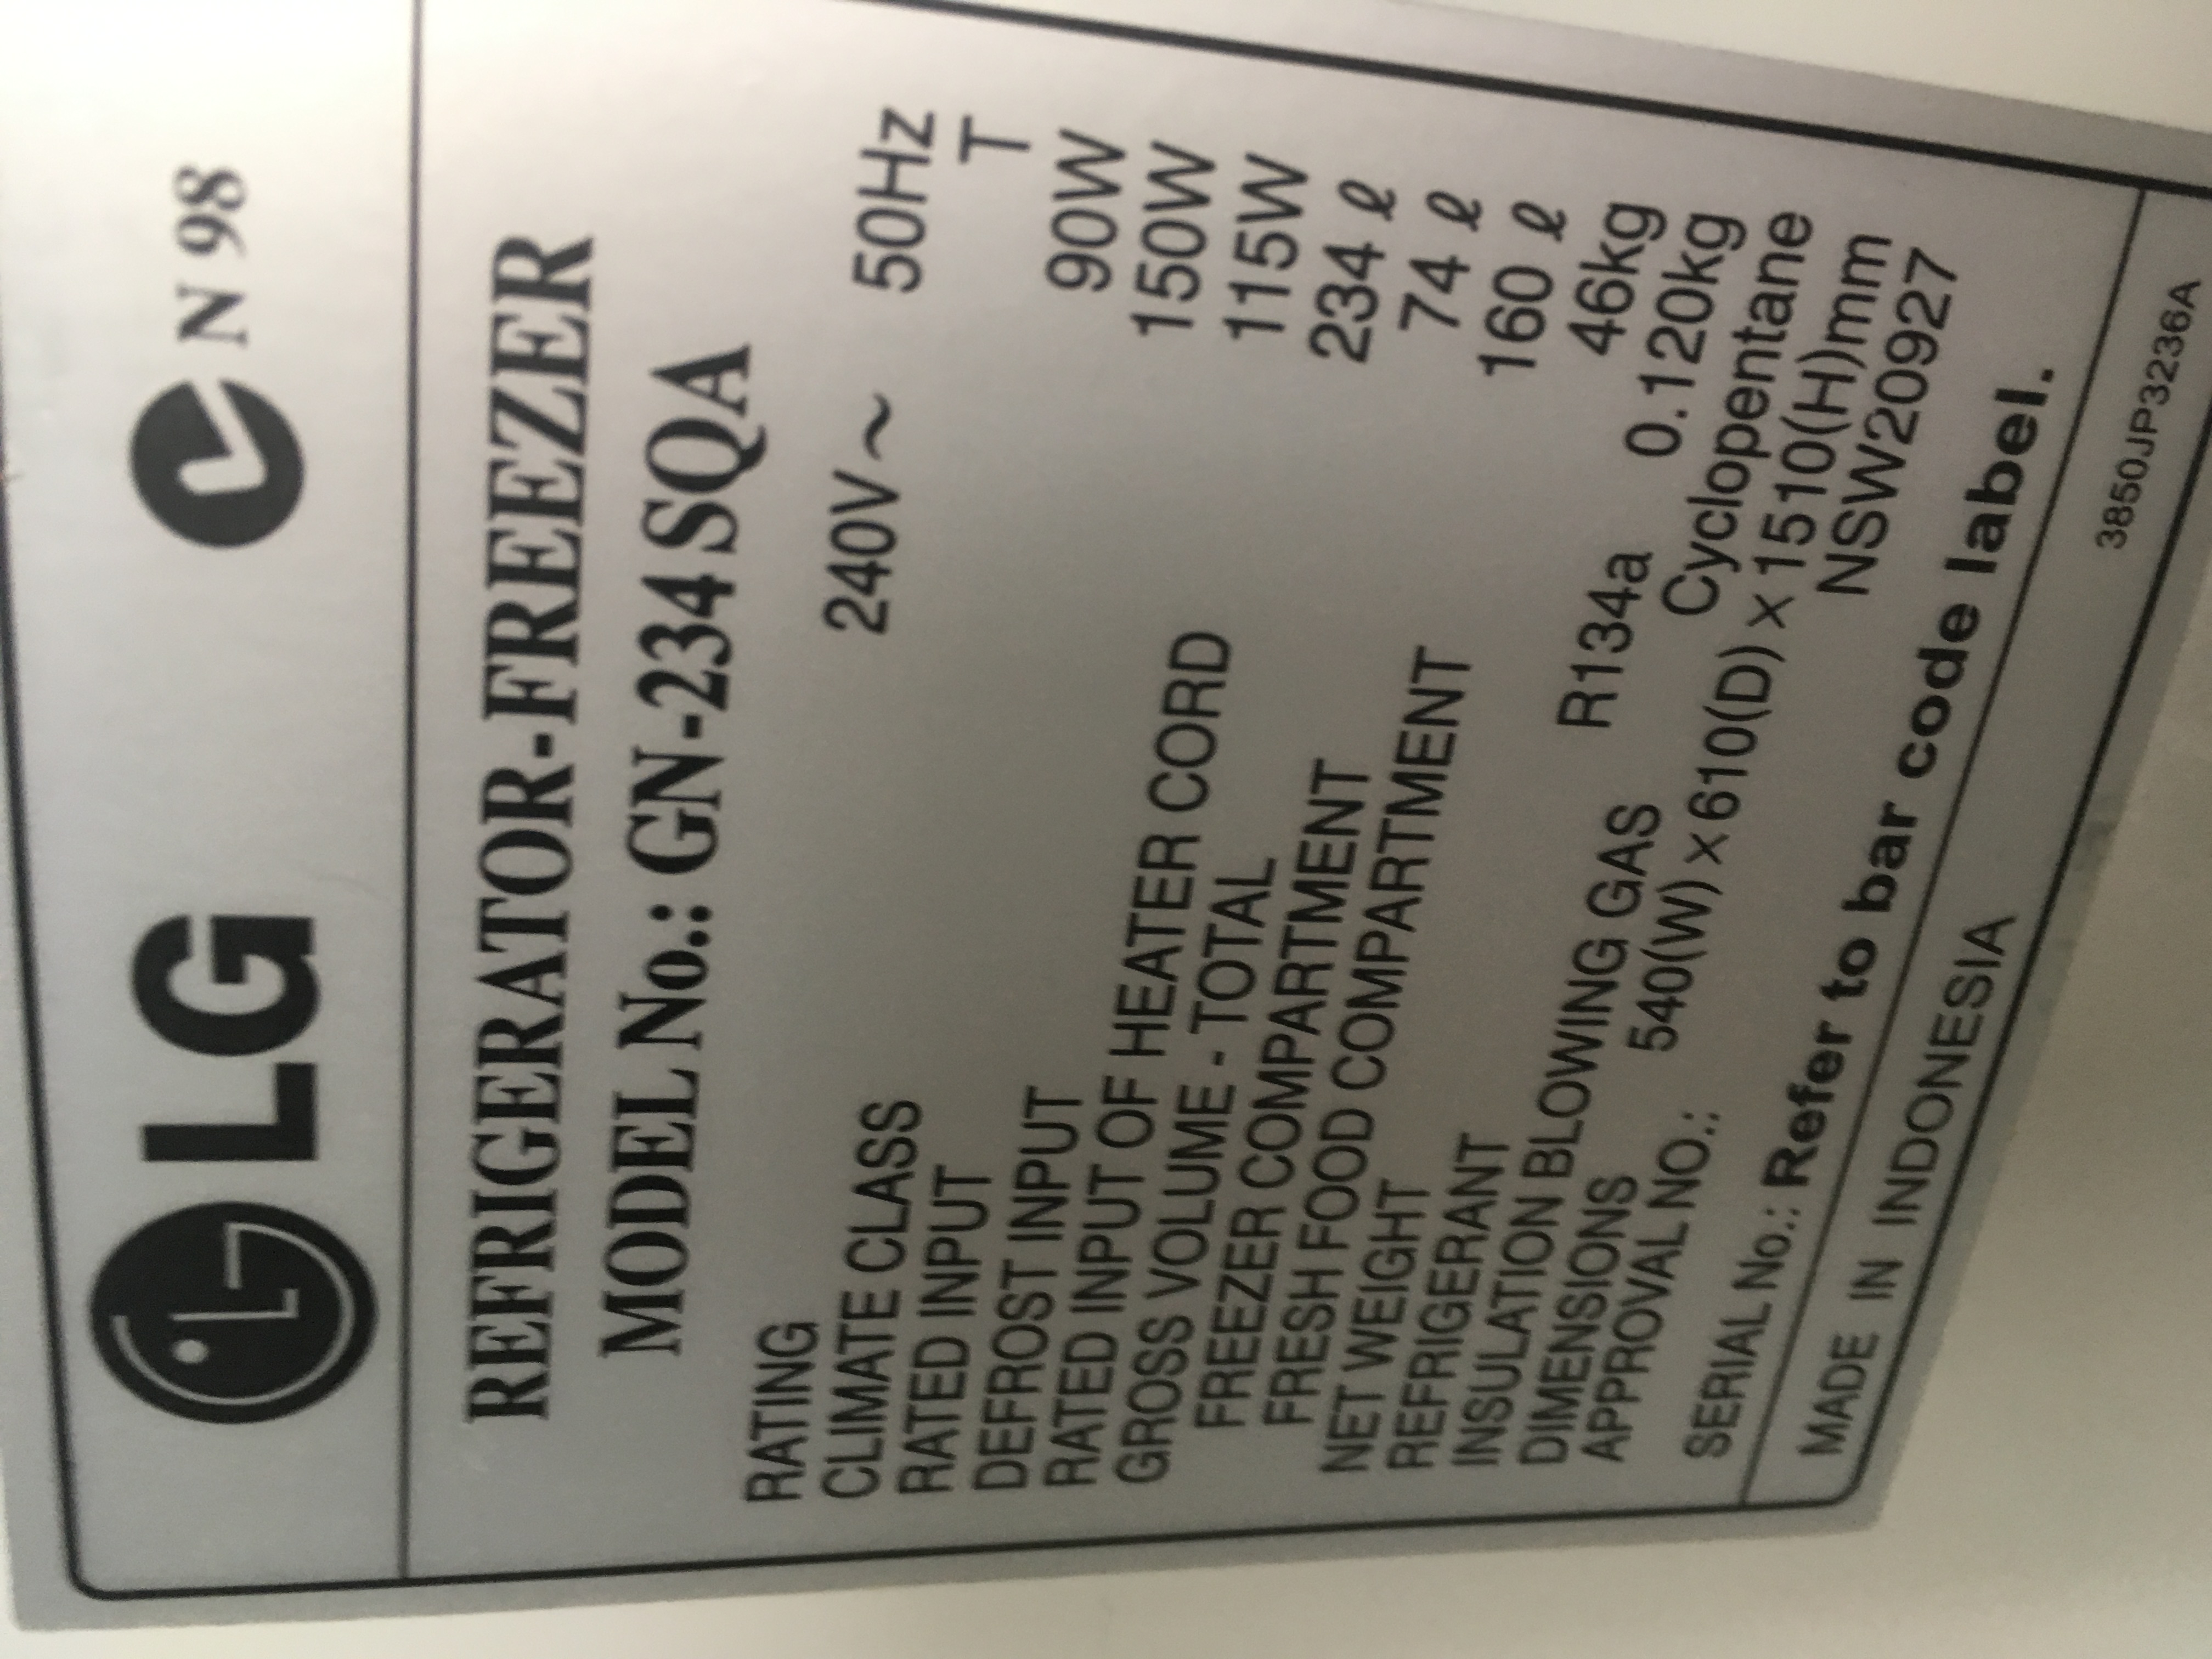 LG N 98
REFRIGERATOR-FREEZER
MODEL No.: GN-234 SQA
RATING 240V~ 50Hz
CLIMATE CLASS T
RATED INPUT 90W
DEFROST INPUT 150W
RATED INPUT OF HEATER CORD 115W
GROSS VOLUME - TOTAL 234 ℓ
FREEZER COMPARTMENT 74 ℓ
FRESH FOOD COMPARTMENT 160 ℓ
NET WEIGHT 46kg
REFRIGERANT R134a 0.120kg
INSULATION BLOWING GAS Cyclopentane
DIMENSIONS 540(W)×610(D)×1510(H)mm
APPROVAL NO.: NSW20927
SERIAL No.: Refer to bar code label.
MADE IN INDONESIA 3850JP3236A